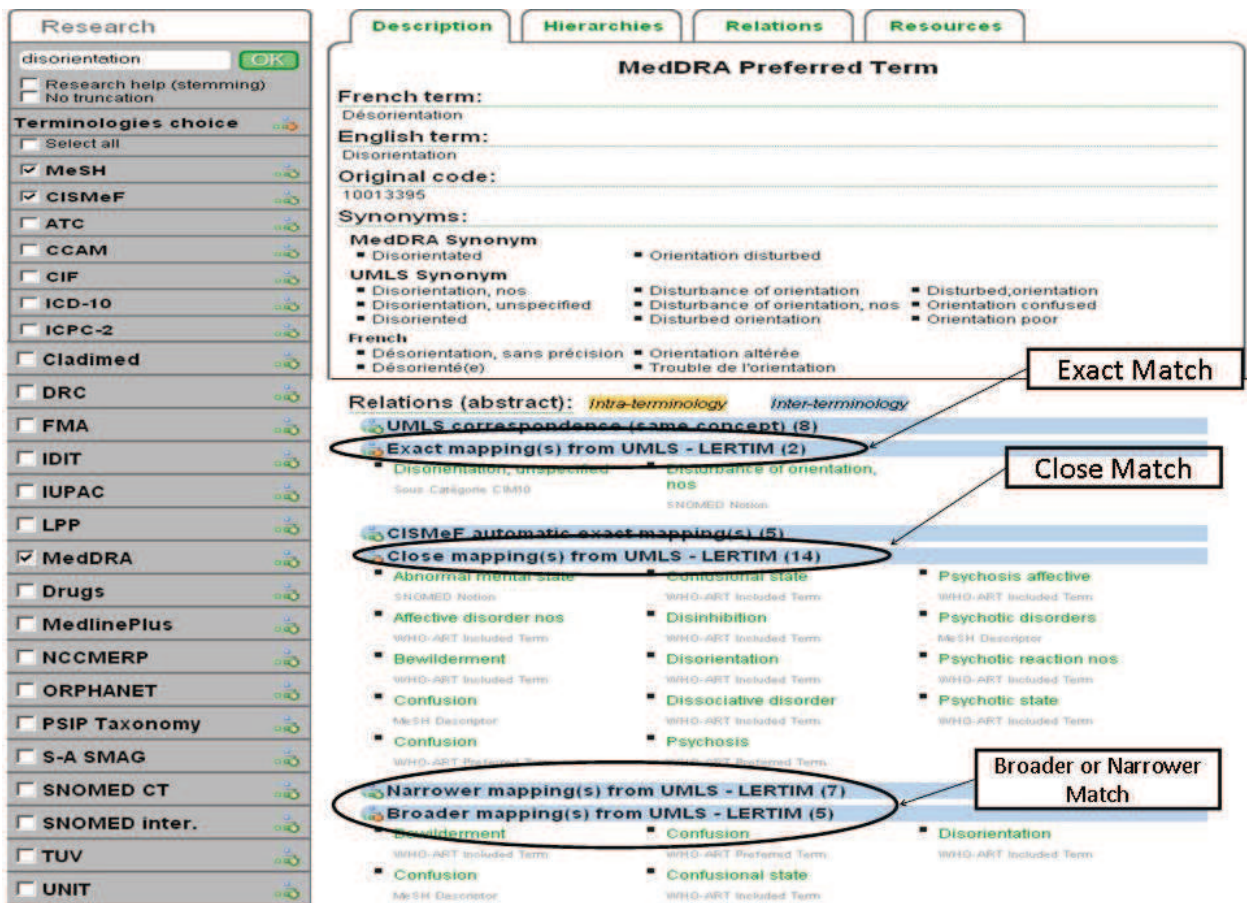 Research
disorientation OK
Research help (stemming)
No truncation
Terminologies choice
Select all
MeSH
CISMeF
ATC
CCAM
CIF
ICD-10
ICPC-2
Cladimed
DRC
FMA
IDIT
IUPAC
LPP
MedDRA
Drugs
MedlinePlus
NCCMERP
ORPHANET
PSIP Taxonomy
S-A SMAG
SNOMED CT
SNOMED inter.
TUV
UNIT
Description Hierarchies Relations Resources
MedDRA Preferred Term
French term:
Désorientation
English term:
Disorientation
Original code:
10013395
Synonyms:
MedDRA Synonym
Disorientated Orientation disturbed
UMLS Synonym
Disorientation, nos Disturbance of orientation Disturbed,orientation
Disorientation, unspecified Disturbance of orientation, nos Orientation confused
Disoriented Disturbed orientation Orientation poor
French
Désorientation, sans précision Orientation altérée
Désorienté(e) Trouble de l'orientation
Exact Match
Relations (abstract): Intra-terminology Inter-terminology
UMLS correspondence (same concept) (8)
Exact mapping(s) from UMLS - LERTIM (2)
Disorientation, unspecified Disturbance of orientation,
nos
Sous Catégorie CIM10
SNOMED Notion
Close Match
CISMeF automatic exact mapping(s) (5)
Close mapping(s) from UMLS - LERTIM (14)
Abnormal mental state Confusional state Psychosis affective
SNOMED Notion WHO-ART Included Term WHO-ART Included Term
Affective disorder nos Disinhibition Psychotic disorders
WHO-ART Included Term WHO-ART Included Term MeSH Descriptor
Bewilderment Disorientation Psychotic reaction nos
WHO-ART Included Term WHO-ART Included Term WHO-ART Included Term
Confusion Dissociative disorder Psychotic state
MeSH Descriptor WHO-ART Included Term WHO-ART Included Term
Confusion Psychosis
WHO-ART Preferred Term WHO-ART Preferred Term
Broader or Narrower
Match
Narrower mapping(s) from UMLS - LERTIM (7)
Broader mapping(s) from UMLS - LERTIM (5)
Bewilderment Confusion Disorientation
WHO-ART Included Term WHO-ART Preferred Term WHO-ART Included Term
Confusion Confusional state
MeSH Descriptor WHO-ART Included Term